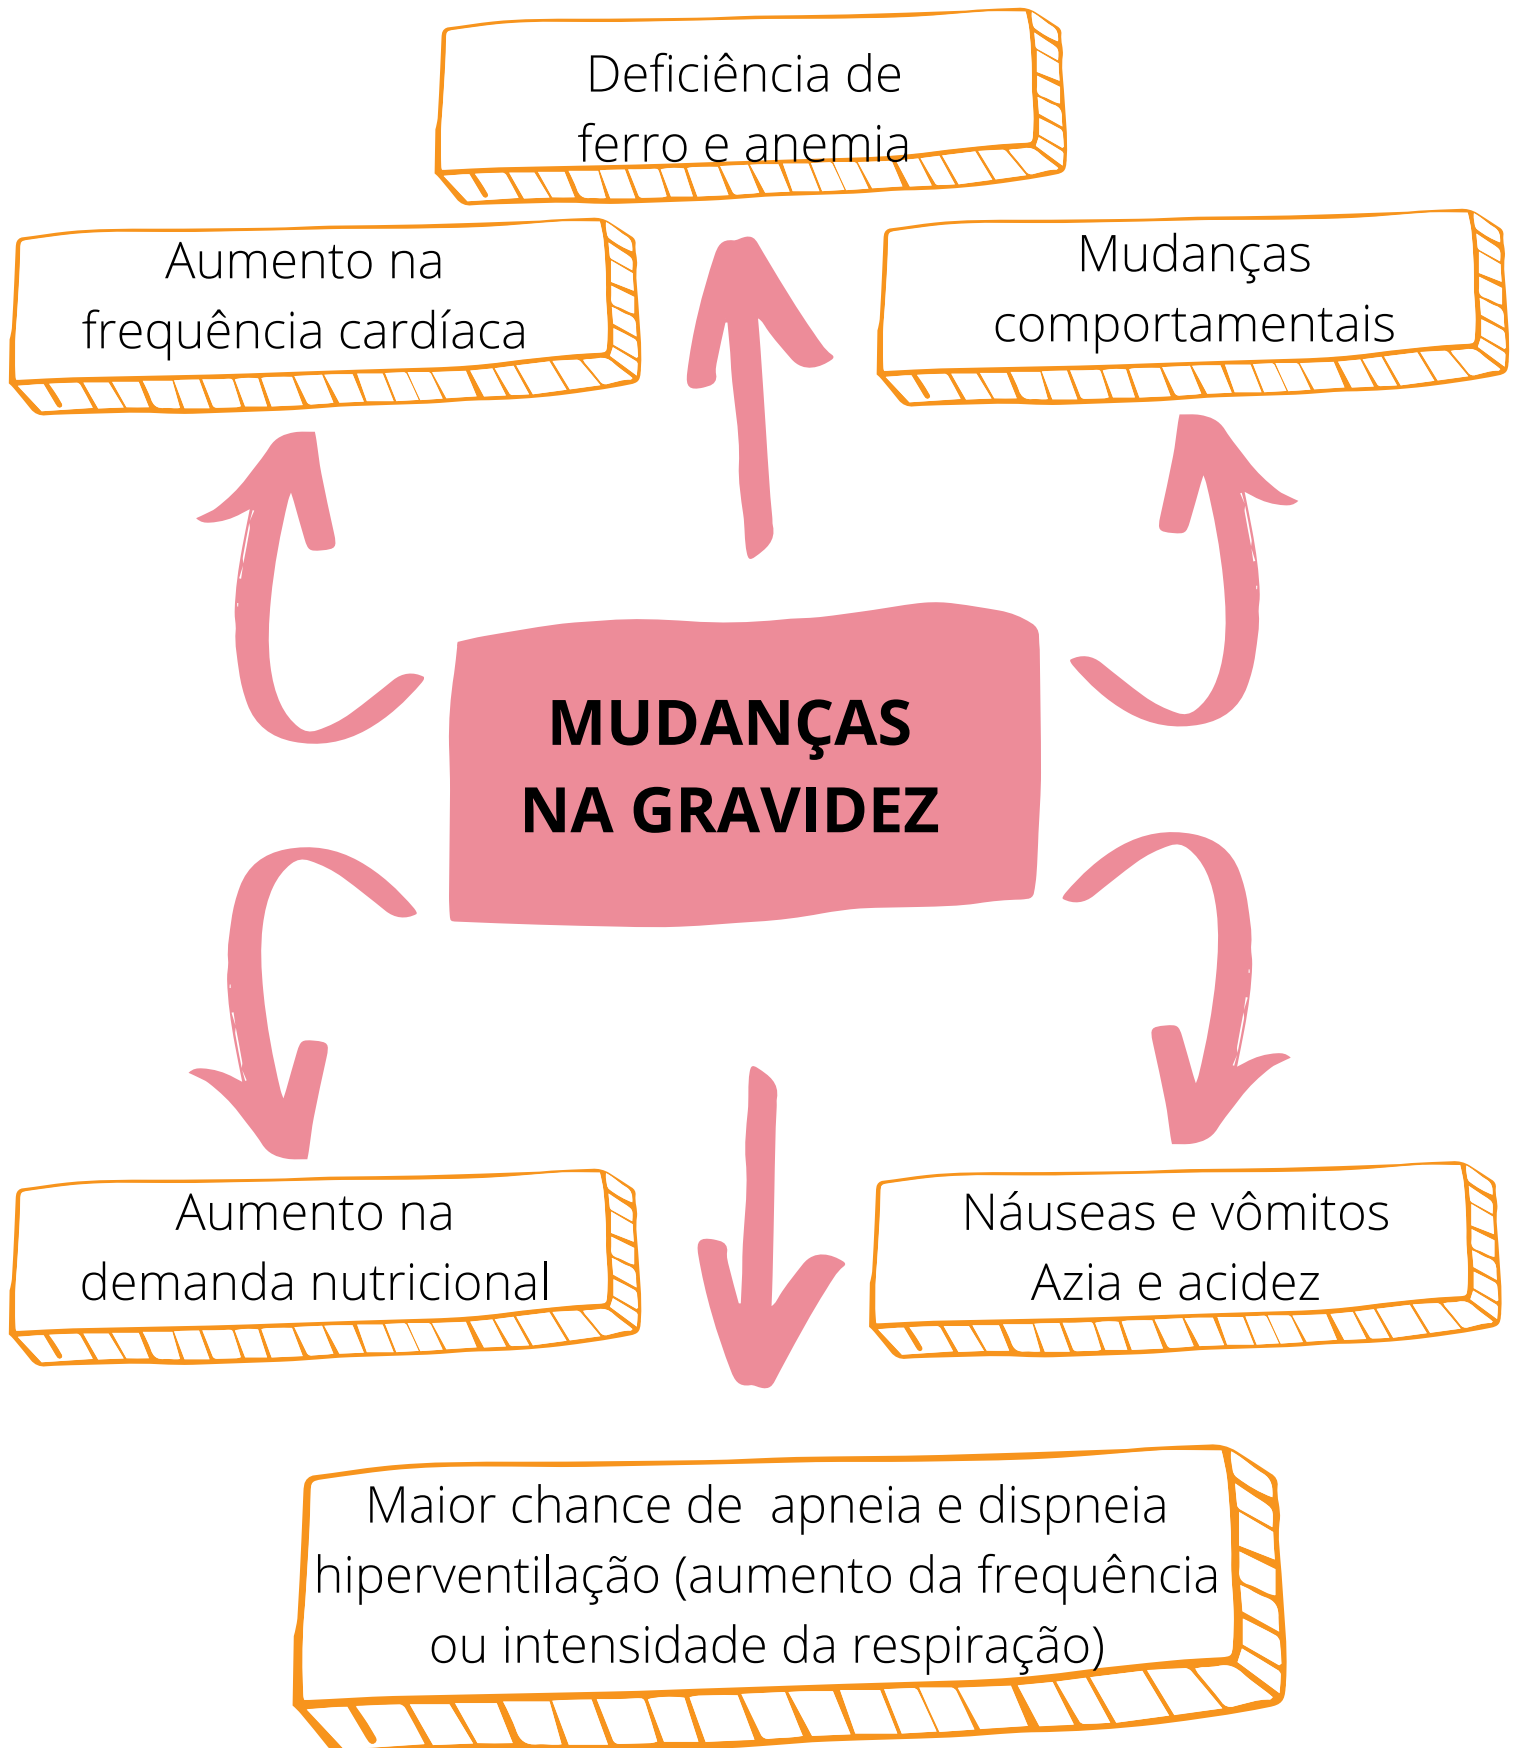 Deficiência de
ferro e anemia
Aumento na
frequência cardíaca
Mudanças
comportamentais
MUDANÇAS
NA GRAVIDEZ
Aumento na
demanda nutricional
Náuseas e vômitos
Azia e acidez
Maior chance de  apneia e dispneia
hiperventilação (aumento da frequência
ou intensidade da respiração)